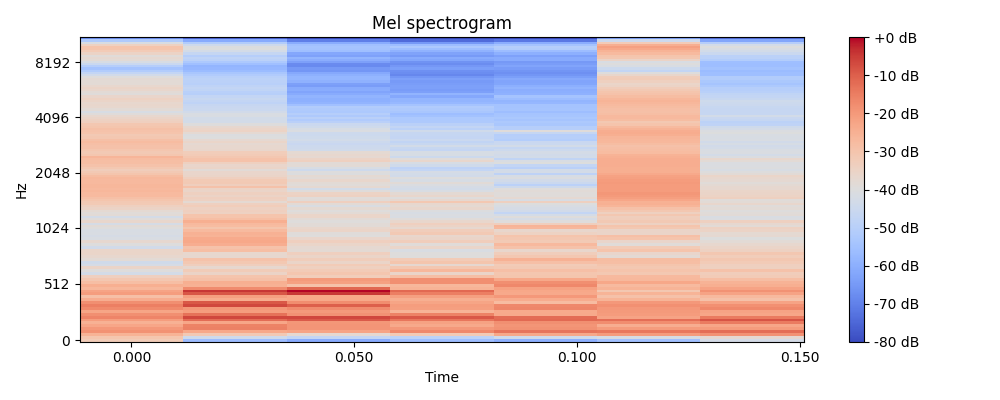 Mel spectrogram
8192
4096
2048
1024
512
0
Hz
0.000
0.050
0.100
0.150
Time
+0 dB
-10 dB
-20 dB
-30 dB
-40 dB
-50 dB
-60 dB
-70 dB
-80 dB